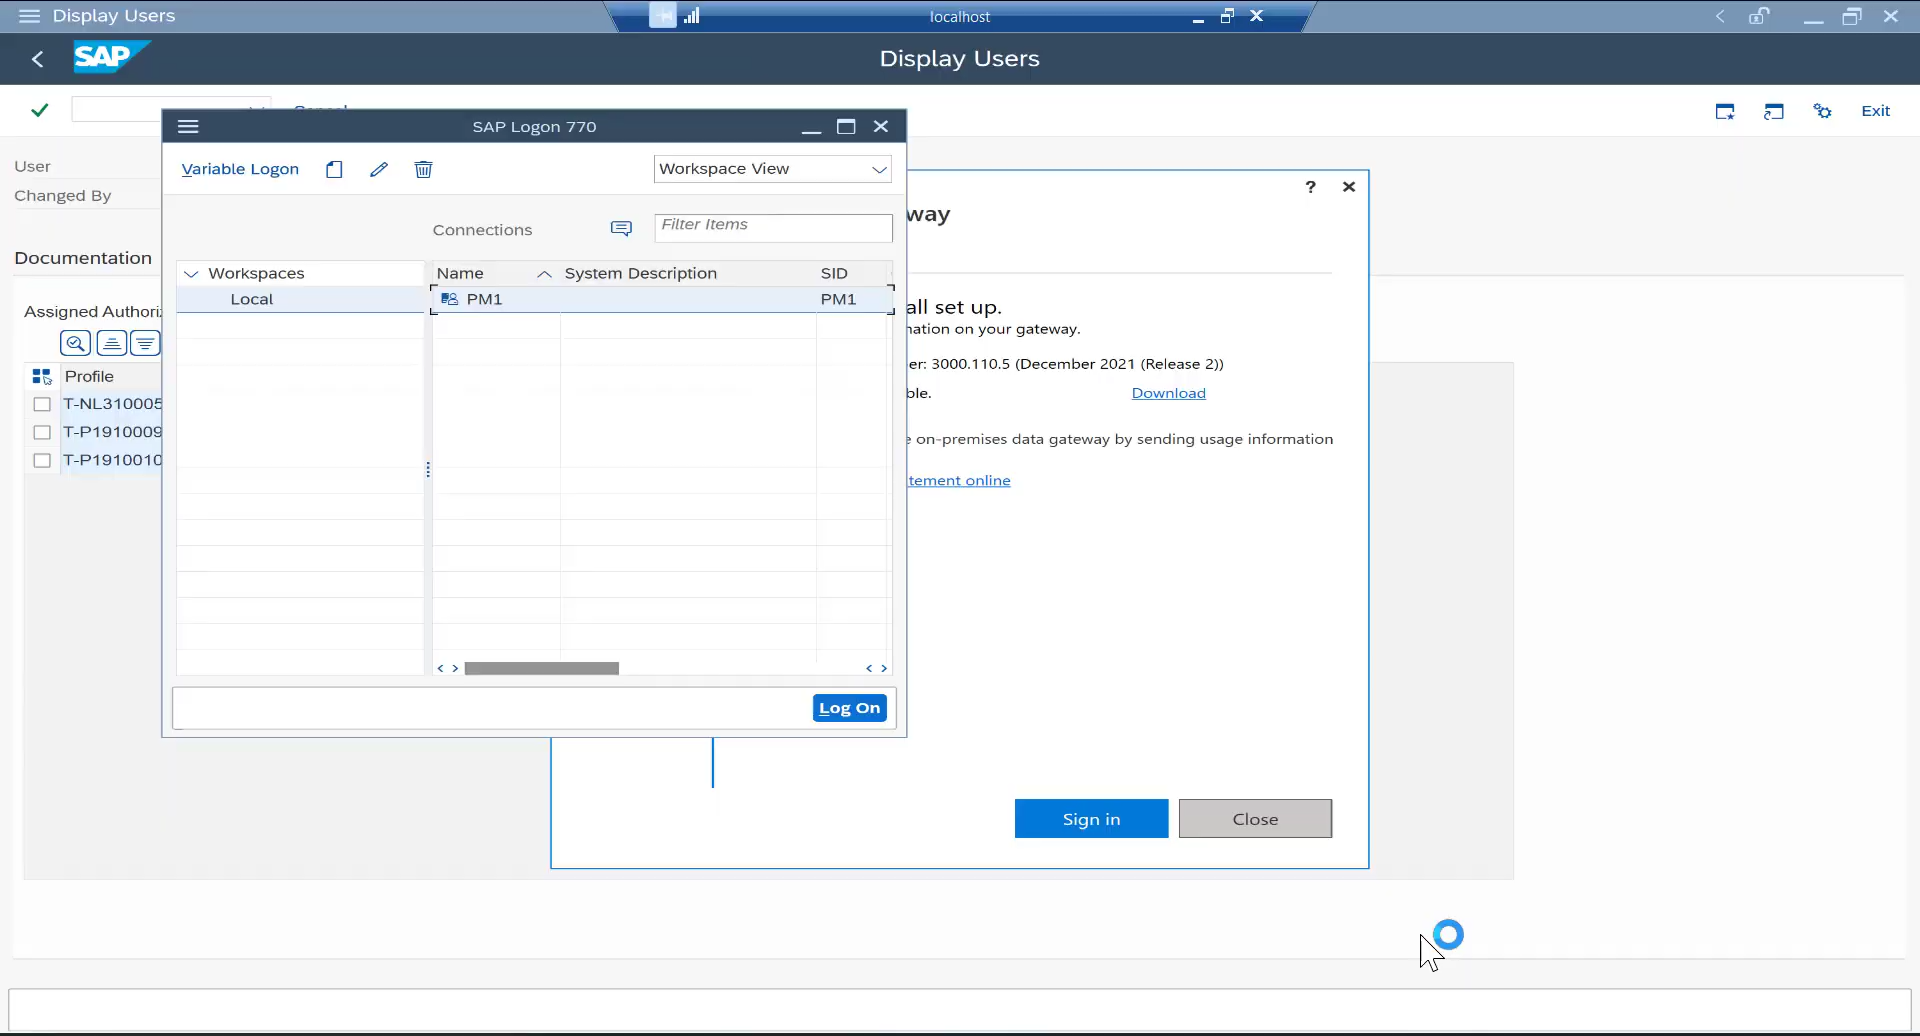 Display Users
localhost
SAP
Display Users
Exit
User
Changed By
Documentation
Assigned Authoriz
Profile
T-NL310005
T-P1910009
T-P1910010
SAP Logon 770
Variable Logon
Workspace View
Connections
Filter Items
Workspaces
Name
System Description
SID
Local
PM1
PM1
Log On
?
way
all set up.
nation on your gateway.
er: 3000.110.5 (December 2021 (Release 2))
ble.
Download
e on-premises data gateway by sending usage information
tement online
Sign in
Close